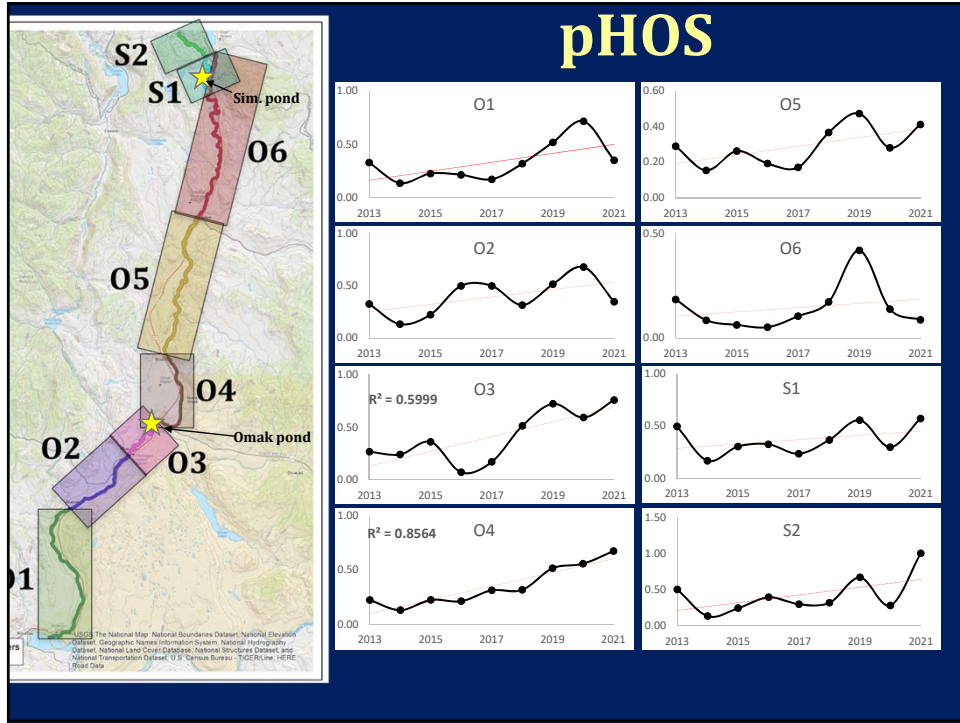 pHOS
S2
S1
Sim. pond
O6
O5
O4
O2
Omak pond
O3
O1
USGS The National Map: National Boundaries Dataset, National Elevation
Dataset, Geographic Names Information System, National Hydrography
Dataset, National Land Cover Database, National Structures Dataset, and
National Transportation Dataset; U.S. Census Bureau - TIGER/Line; HERE
Road Data
O1
1.00
0.50
0.00
2013 2015 2017 2019 2021
O5
0.60
0.40
0.20
0.00
2013 2015 2017 2019 2021
O2
1.00
0.50
0.00
2013 2015 2017 2019 2021
O6
0.50
0.00
2013 2015 2017 2019 2021
O3
R² = 0.5999
1.00
0.50
0.00
2013 2015 2017 2019 2021
S1
1.00
0.50
0.00
2013 2015 2017 2019 2021
O4
R² = 0.8564
1.00
0.50
0.00
2013 2015 2017 2019 2021
S2
1.50
1.00
0.50
0.00
2013 2015 2017 2019 2021